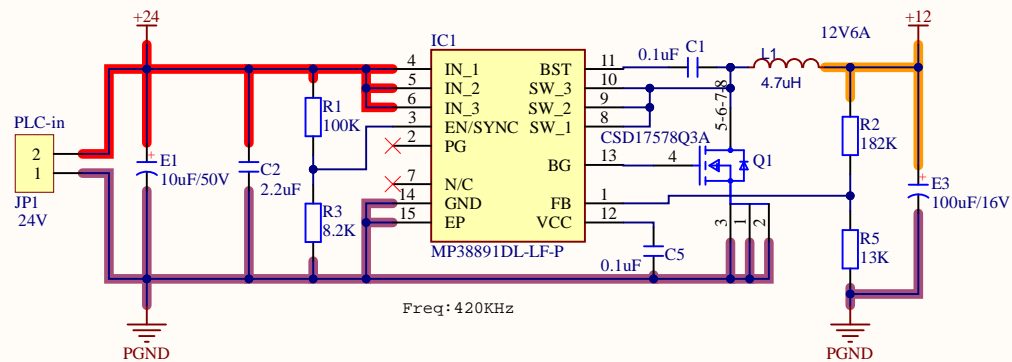 +24
+12
12V6A
IC1
MP38891DL-LF-P
4 IN_1
5 IN_2
6 IN_3
3 EN/SYNC
2 PG
7 N/C
14 GND
15 EP
BST 11
SW_3 10
SW_2 9
SW_1 8
BG 13
FB 1
VCC 12
PLC-in
2
1
JP1
24V
E1
10uF/50V
C2
2.2uF
R1
100K
R3
8.2K
0.1uF
C1
L1
4.7uH
5-6-7-8
CSD17578Q3A
4
Q1
3
1
2
C5
0.1uF
R2
182K
R5
13K
E3
100uF/16V
Freq:420KHz
PGND
PGND